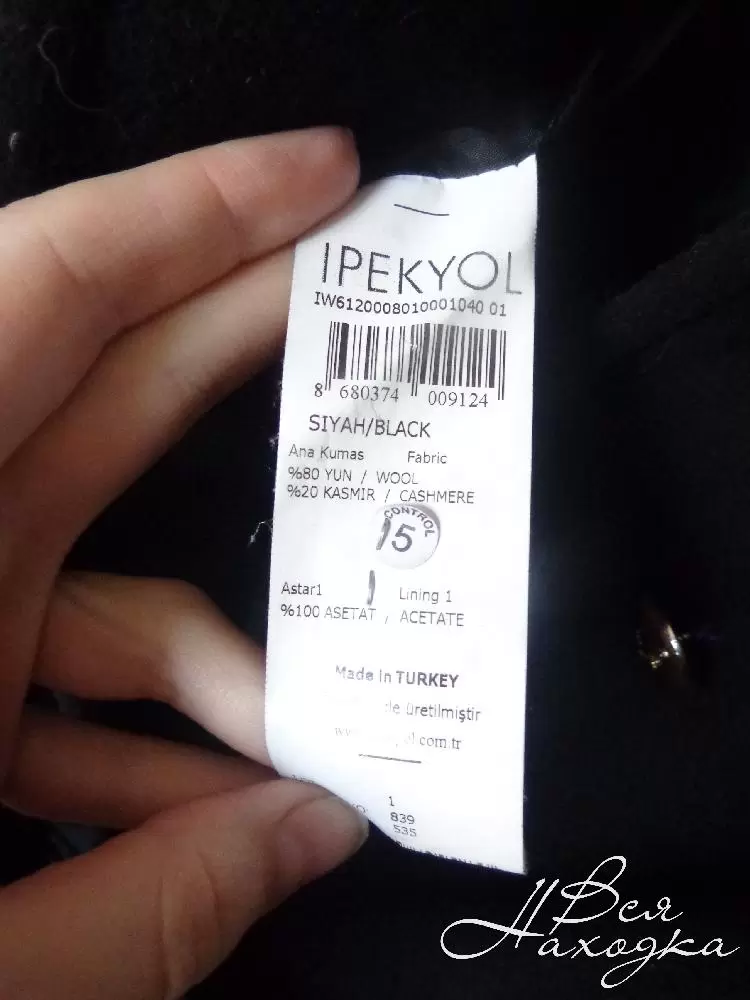 IPEKYOL
IW6120008010001040 01
8 680374 009124
SIYAH/BLACK
Ana Kumas Fabric
%80 YUN / WOOL
%20 KASMIR / CASHMERE
CONTROL
15
Astar1 Lining 1
%100 ASETAT / ACETATE
Made in TURKEY
üretilmiştir
1
839
535
Вся
Находка